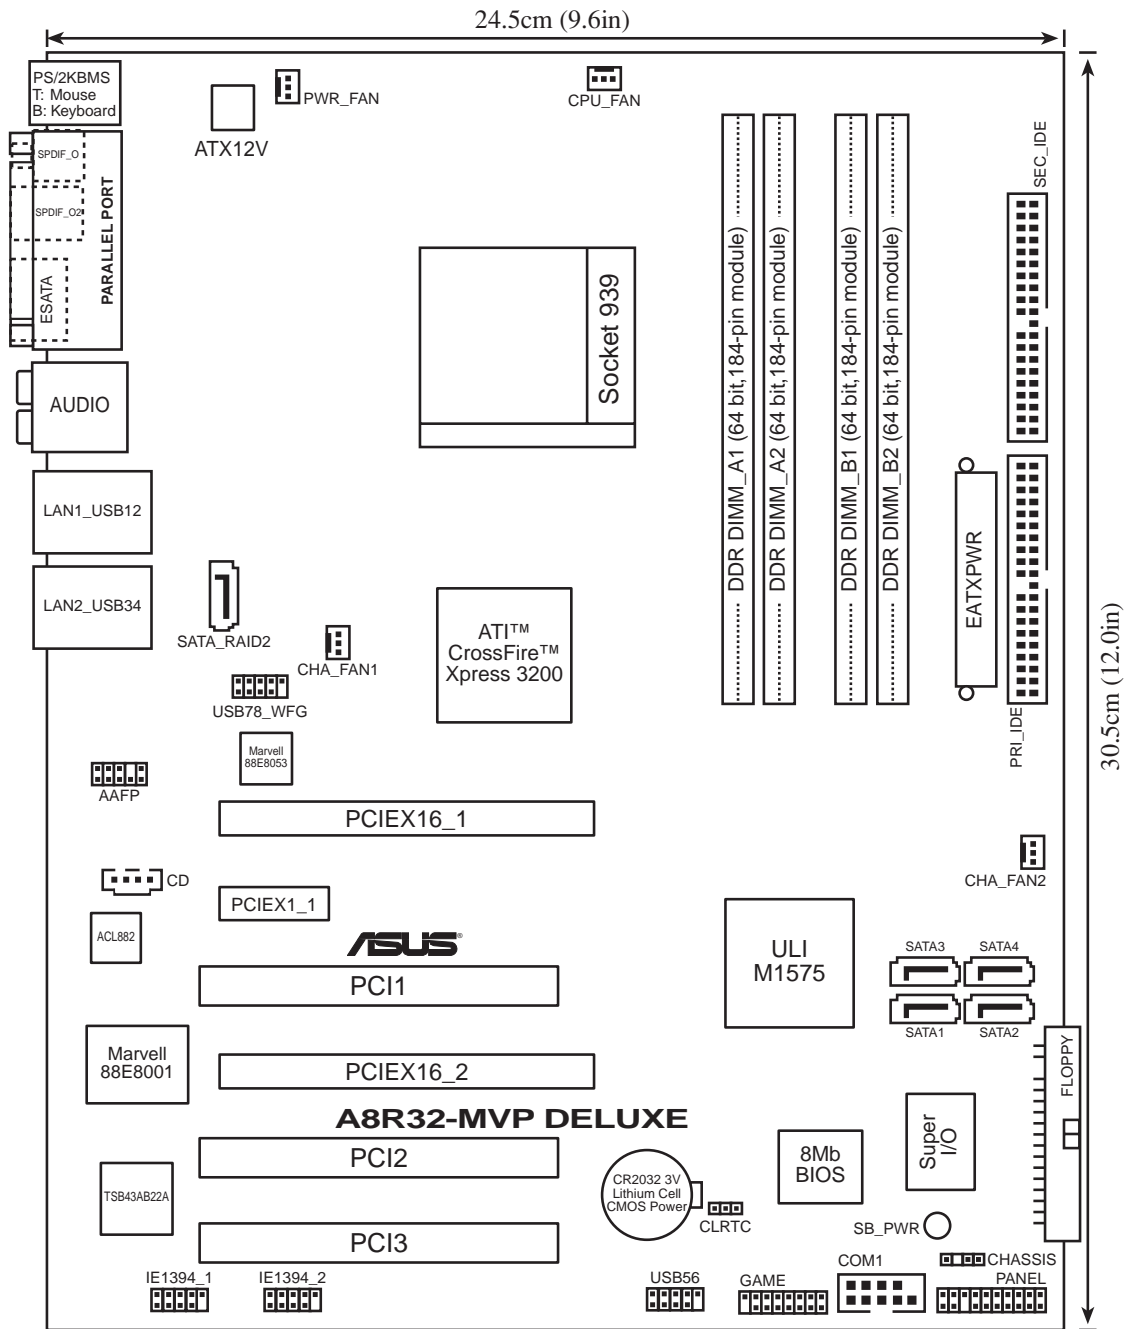 24.5cm (9.6in)
PS/2KBMS
T: Mouse
B: Keyboard
PWR_FAN
CPU_FAN
ATX12V
SPDIF_O
SPDIF_O2
ESATA
PARALLEL PORT
SEC_IDE
Socket 939
DDR DIMM_A1 (64 bit,184-pin module)
DDR DIMM_A2 (64 bit,184-pin module)
DDR DIMM_B1 (64 bit,184-pin module)
DDR DIMM_B2 (64 bit,184-pin module)
AUDIO
LAN1_USB12
LAN2_USB34
EATXPWR
PRI_IDE
30.5cm (12.0in)
SATA_RAID2
CHA_FAN1
ATI™
CrossFire™
Xpress 3200
USB78_WFG
Marvell
88E8053
AAFP
PCIEX16_1
CD
CHA_FAN2
PCIEX1_1
ACL882
ASUS®
ULI
M1575
SATA3
SATA4
SATA1
SATA2
PCI1
Marvell
88E8001
PCIEX16_2
FLOPPY
A8R32-MVP DELUXE
Super
I/O
8Mb
BIOS
PCI2
TSB43AB22A
CR2032 3V
Lithium Cell
CMOS Power
CLRTC
SB_PWR
PCI3
CHASSIS
IE1394_1
IE1394_2
USB56
GAME
COM1
PANEL